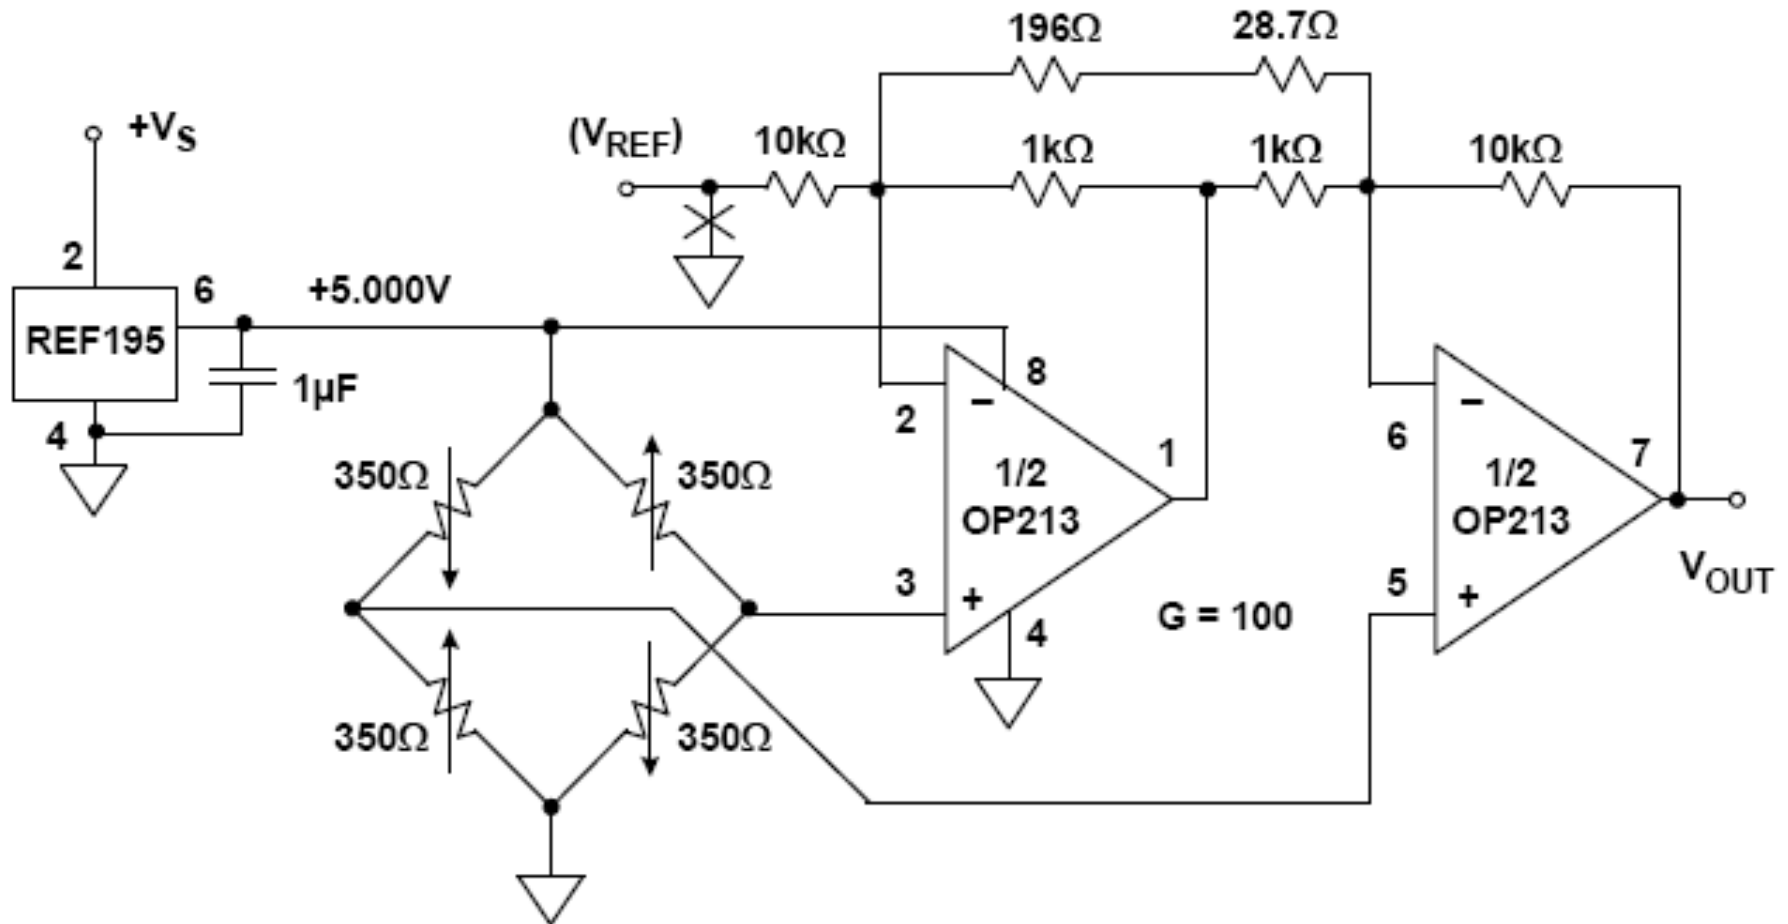 196Ω
28.7Ω
+VS
(VREF)
10kΩ
1kΩ
1kΩ
10kΩ
2
6
+5.000V
REF195
1µF
4
8
2
−
6
−
350Ω
350Ω
1/2
OP213
1
1/2
OP213
7
3
+
4
G = 100
5
+
VOUT
350Ω
350Ω